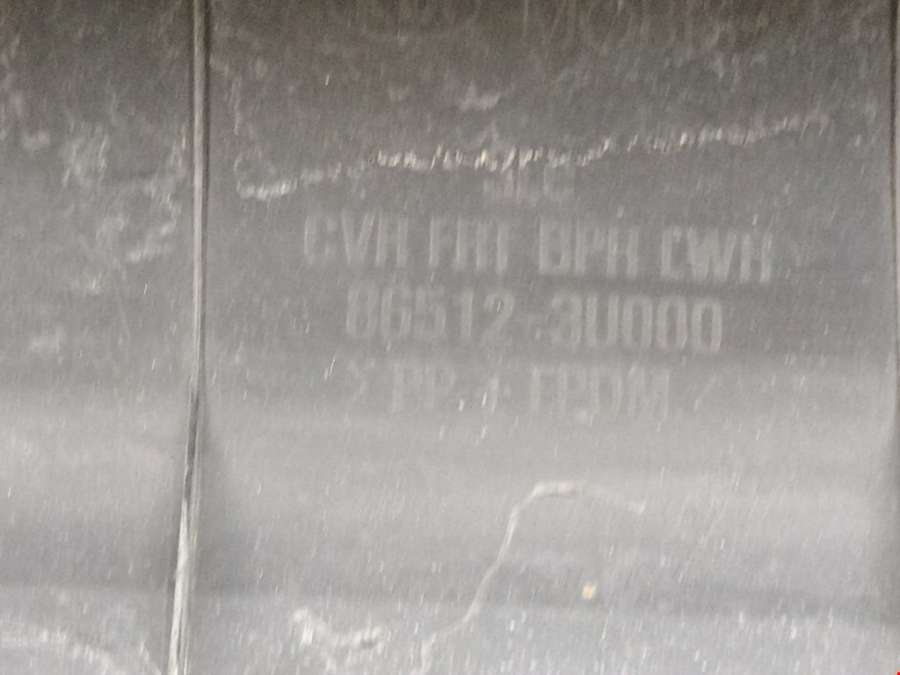 CVR FRT BPR LWR
86512-3U000
>PP + EPDM<